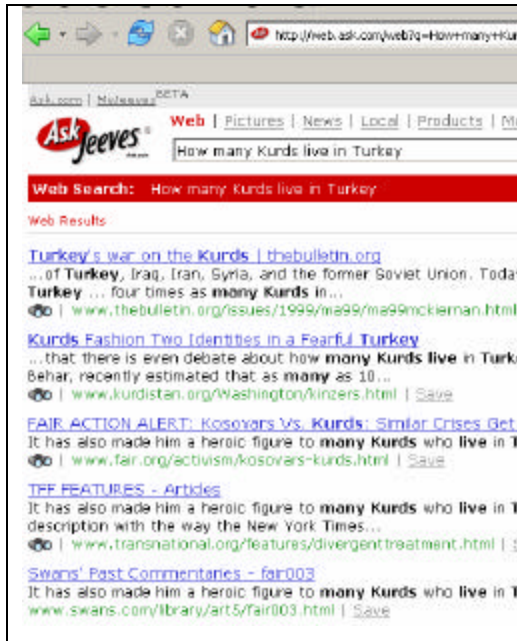 http://web.ask.com/web?q=How+many+Kur
Ask.com | MyJeeves BETA
Ask Jeeves
Web | Pictures | News | Local | Products | M
How many Kurds live in Turkey
Web Search: How many Kurds live in Turkey
Web Results
Turkey's war on the Kurds | thebulletin.org
...of Turkey, Iraq, Iran, Syria, and the former Soviet Union. Toda
Turkey ... four times as many Kurds in...
| www.thebulletin.org/issues/1999/ma99/ma99mckiernan.html
Kurds Fashion Two Identities in a Fearful Turkey
...that there is even debate about how many Kurds live in Turk
Behar, recently estimated that as many as 10...
| www.kurdistan.org/Washington/kinzers.html | Save
FAIR ACTION ALERT: Kosovars Vs. Kurds: Similar Crises Get
It has also made him a heroic figure to many Kurds who live in T
| www.fair.org/activism/kosovars-kurds.html | Save
TFF FEATURES - Articles
It has also made him a heroic figure to many Kurds who live in T
description with the way the New York Times...
| www.transnational.org/features/divergenttreatment.html | S
Swans' Past Commentaries - fair003
It has also made him a heroic figure to many Kurds who live in T
www.swans.com/library/art5/fair003.html | Save